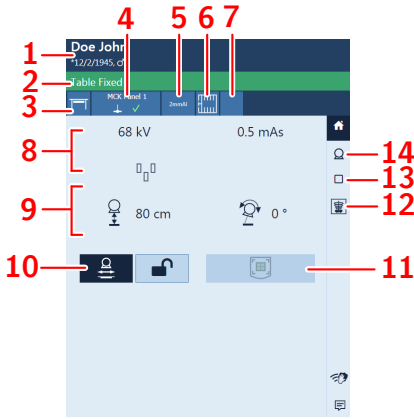 Doe John
*12/2/1945, ♂
Table Fixed
MCK Panel 1
2mmAl
68 kV
0.5 mAs
80 cm
0 °
1
2
3
4
5
6
7
8
9
10
11
12
13
14